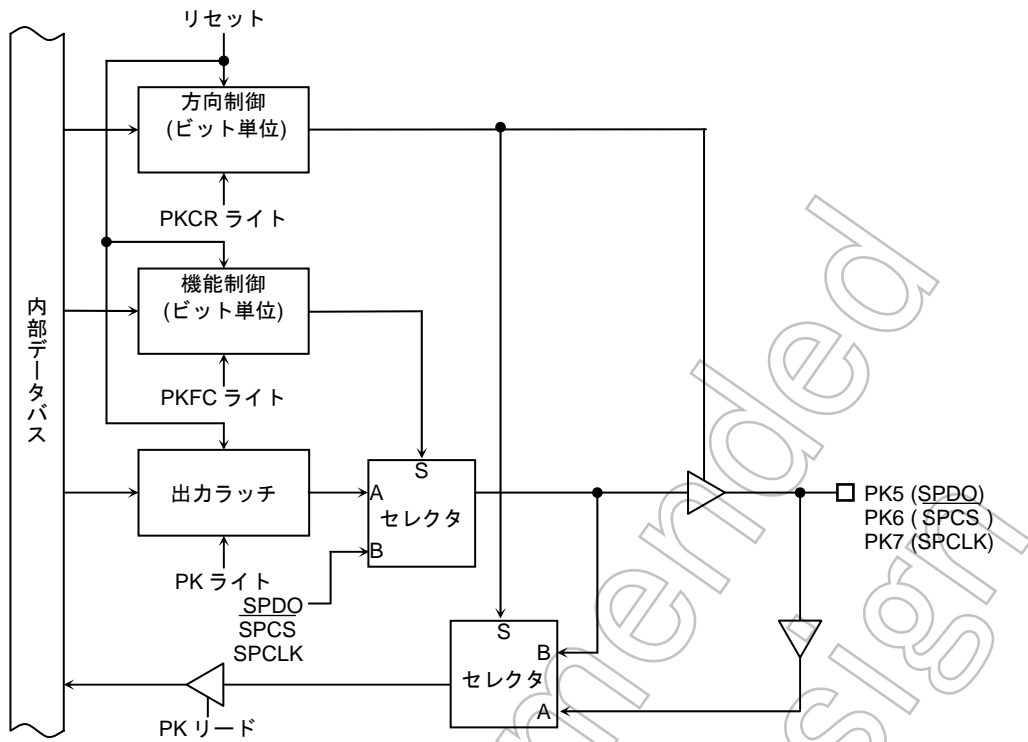 リセット
方向制御
(ビット単位)
PKCR ライト
機能制御
(ビット単位)
PKFC ライト
内部データバス
出力ラッチ
PK ライト
S
A
セレクタ
B
SPDO
SPCS
SPCLK
PK5 (SPDO)
PK6 ( SPCS )
PK7 (SPCLK)
S
B
セレクタ
A
PK リード
mended
sign